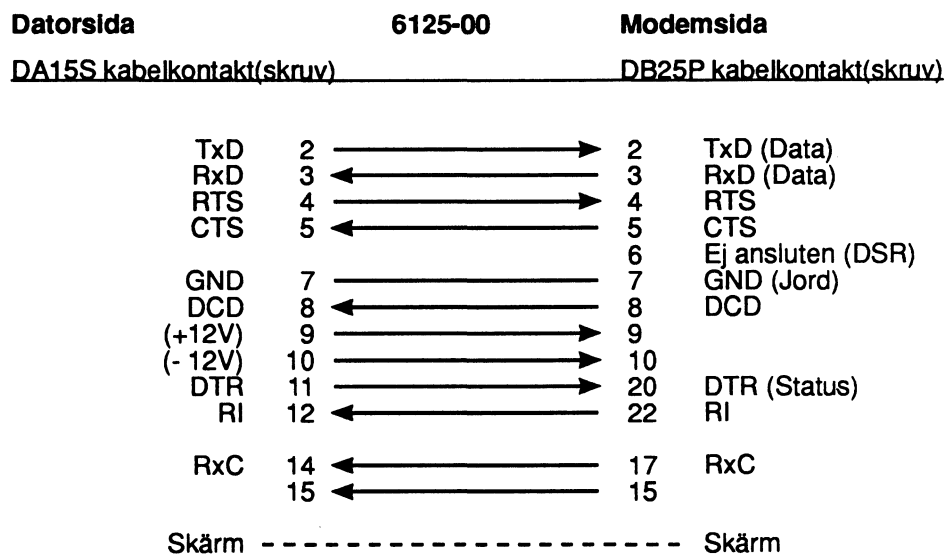 Datorsida 6125-00 Modemsida
DA15S kabelkontakt(skruv) DB25P kabelkontakt(skruv)
TxD 2 2 TxD (Data)
RxD 3 3 RxD (Data)
RTS 4 4 RTS
CTS 5 5 CTS
6 Ej ansluten (DSR)
GND 7 7 GND (Jord)
DCD 8 8 DCD
(+12V) 9 9
(- 12V) 10 10
DTR 11 20 DTR (Status)
RI 12 22 RI
RxC 14 17 RxC
15 15
Skärm Skärm